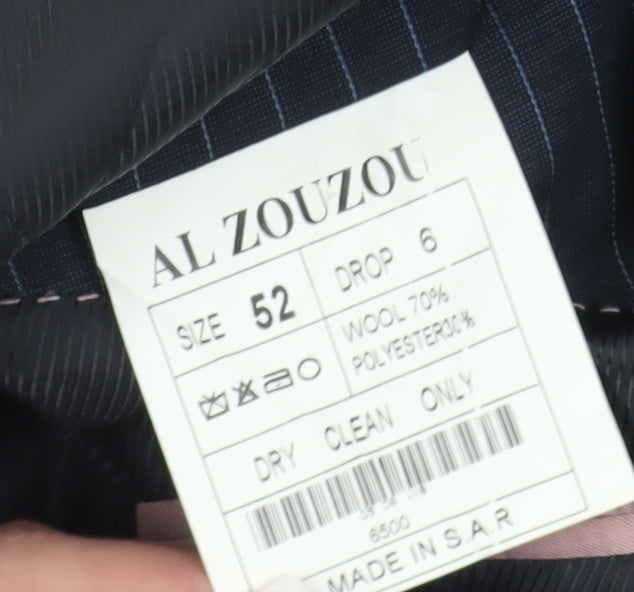 AL ZOUZOU
SIZE 52
DROP 6
WOOL 70%
POLYESTER30%
DRY CLEAN ONLY
6500
MADE IN S.A.R